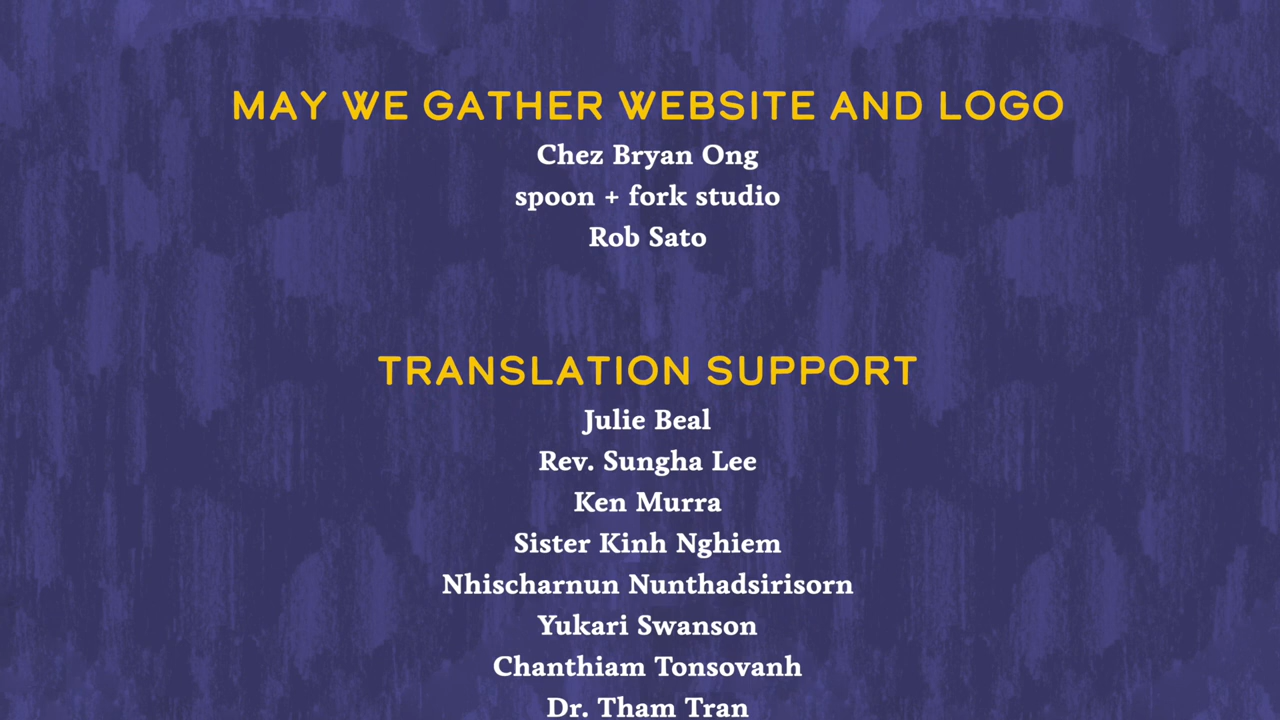 MAY WE GATHER WEBSITE AND LOGO
Chez Bryan Ong
spoon + fork studio
Rob Sato
TRANSLATION SUPPORT
Julie Beal
Rev. Sungha Lee
Ken Murra
Sister Kinh Nghiem
Nhischarnun Nunthadsirisorn
Yukari Swanson
Chanthiam Tonsovanh
Dr. Tham Tran